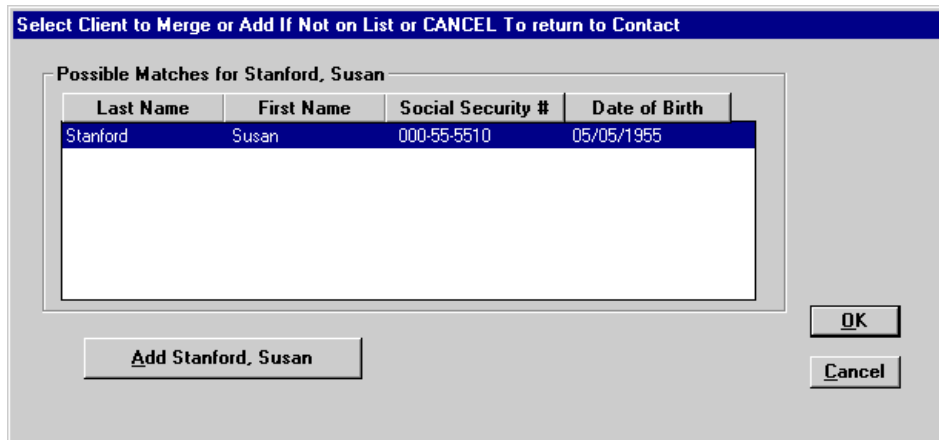 Select Client to Merge or Add If Not on List or CANCEL To return to Contact
Possible Matches for Stanford, Susan
Last Name First Name Social Security # Date of Birth
Stanford Susan 000-55-5510 05/05/1955
OK
Add Stanford, Susan
Cancel